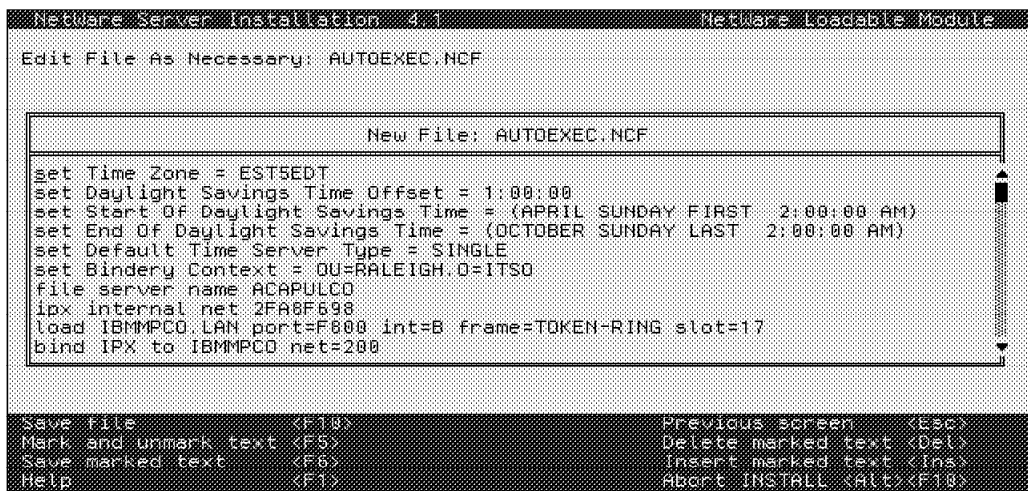 NetWare Server Installation 4.1 NetWare Loadable Module
Edit File As Necessary: AUTOEXEC.NCF
New File: AUTOEXEC.NCF
set Time Zone = EST5EDT
set Daylight Savings Time Offset = 1:00:00
set Start Of Daylight Savings Time = (APRIL SUNDAY FIRST  2:00:00 AM)
set End Of Daylight Savings Time = (OCTOBER SUNDAY LAST  2:00:00 AM)
set Default Time Server Type = SINGLE
set Bindery Context = OU=RALEIGH.O=ITSO
file server name ACAPULCO
ipx internal net 2FA8F698
load IBMMPCO.LAN port=F800 int=B frame=TOKEN-RING slot=17
bind IPX to IBMMPCO net=200
Save file <F10> Previous screen <Esc>
Mark and unmark text <F5> Delete marked text <Del>
Save marked text <F6> Insert marked text <Ins>
Help <F1> Abort INSTALL <Alt><F10>